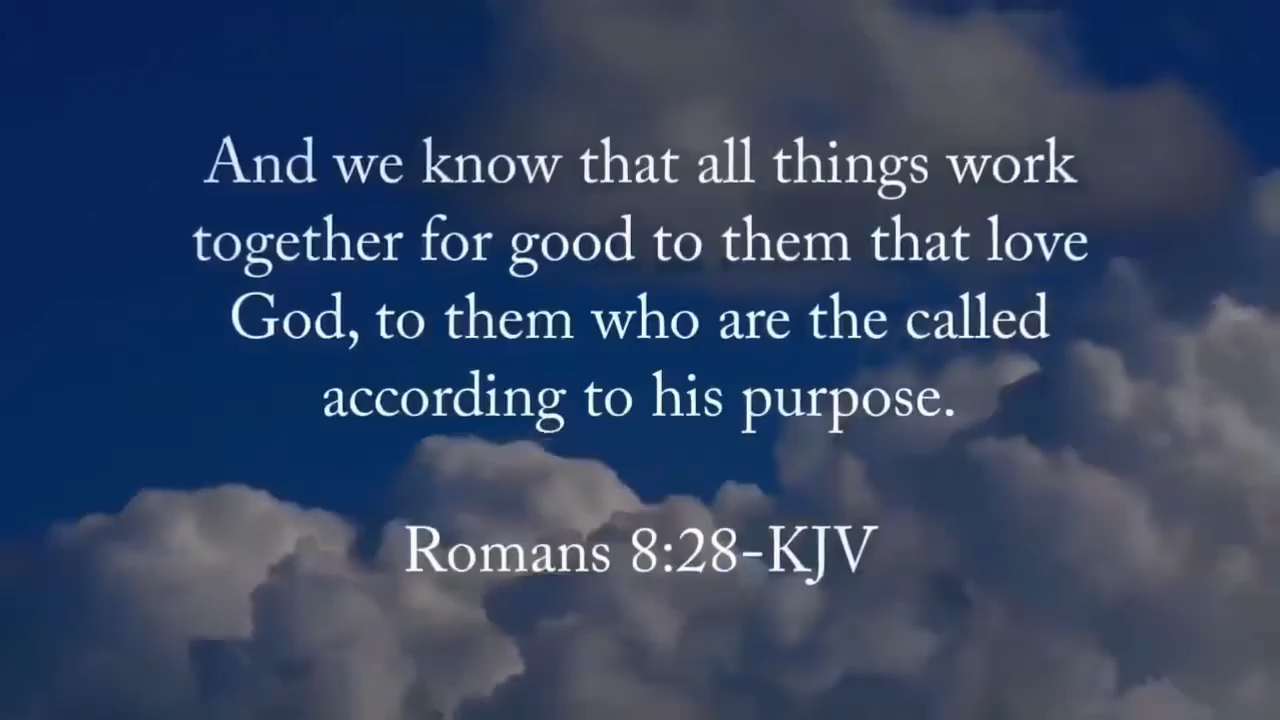 And we know that all things work
together for good to them that love
God, to them who are the called
according to his purpose.
Romans 8:28-KJV